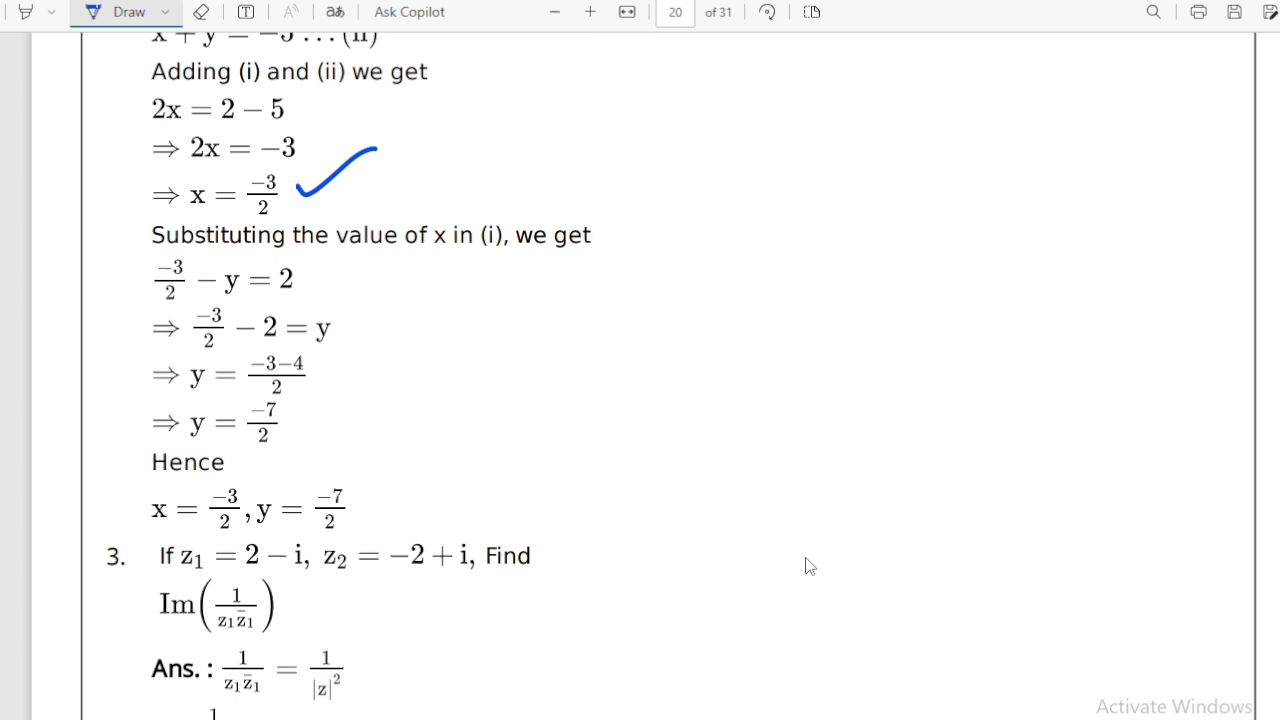 Draw Ask Copilot 20 of 31
x + y = −5 … (ii)
Adding (i) and (ii) we get
2x = 2 − 5
⇒ 2x = −3
⇒ x = −3/2
Substituting the value of x in (i), we get
−3/2 − y = 2
⇒ −3/2 − 2 = y
⇒ y = −3−4/2
⇒ y = −7/2
Hence
x = −3/2, y = −7/2
3. If z₁ = 2 − i, z₂ = −2 + i, Find
Im(1/z₁z̄₁)
Ans. : 1/z₁z̄₁ = 1/|z|²
1
Activate Windows